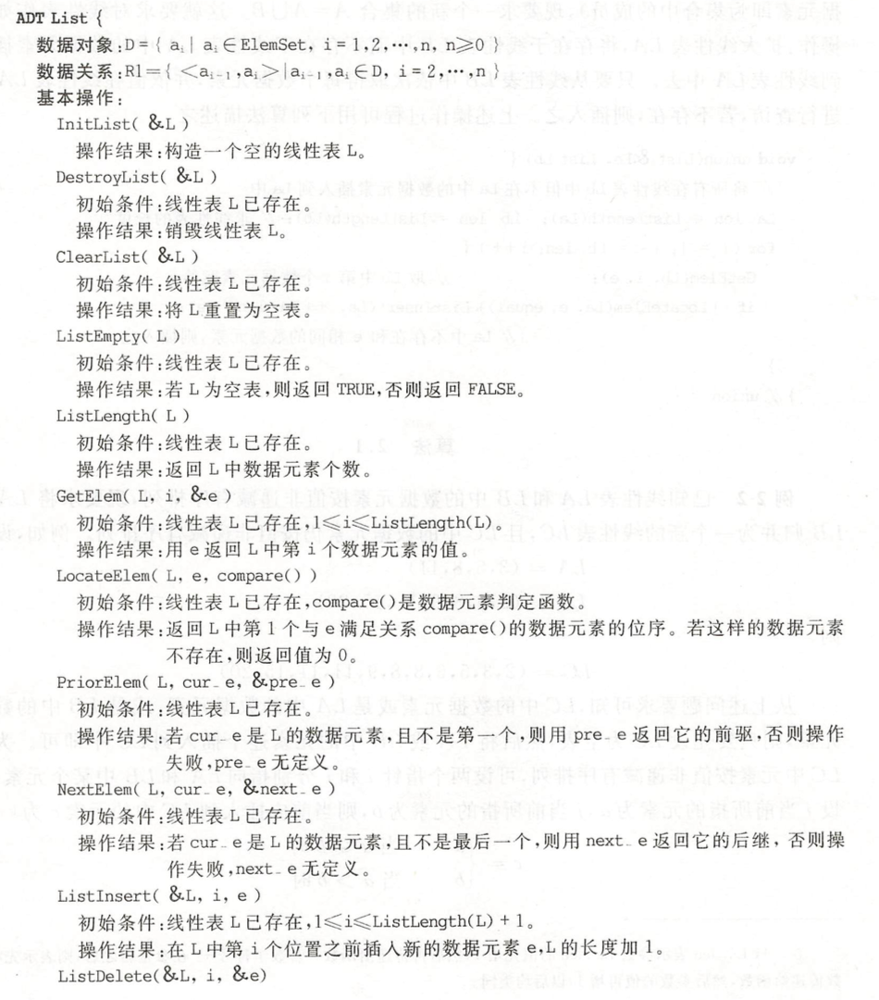 ADT List {
数据对象:D={ aᵢ | aᵢ∈ElemSet, i=1,2,…,n, n≥0 }
数据关系:R1={ <aᵢ₋₁,aᵢ>|aᵢ₋₁,aᵢ∈D, i=2,…,n }
基本操作:
InitList( &L )
操作结果:构造一个空的线性表 L。
DestroyList( &L )
初始条件:线性表 L 已存在。
操作结果:销毁线性表 L。
ClearList( &L )
初始条件:线性表 L 已存在。
操作结果:将 L 重置为空表。
ListEmpty( L )
初始条件:线性表 L 已存在。
操作结果:若 L 为空表,则返回 TRUE,否则返回 FALSE。
ListLength( L )
初始条件:线性表 L 已存在。
操作结果:返回 L 中数据元素个数。
GetElem( L, i, &e )
初始条件:线性表 L 已存在,1≤i≤ListLength(L)。
操作结果:用 e 返回 L 中第 i 个数据元素的值。
LocateElem( L, e, compare() )
初始条件:线性表 L 已存在,compare()是数据元素判定函数。
操作结果:返回 L 中第 1 个与 e 满足关系 compare()的数据元素的位序。若这样的数据元素
不存在,则返回值为 0。
PriorElem( L, cur_e, &pre_e )
初始条件:线性表 L 已存在。
操作结果:若 cur_e 是 L 的数据元素,且不是第一个,则用 pre_e 返回它的前驱,否则操作
失败,pre_e 无定义。
NextElem( L, cur_e, &next_e )
初始条件:线性表 L 已存在。
操作结果:若 cur_e 是 L 的数据元素,且不是最后一个,则用 next_e 返回它的后继,否则操
作失败,next_e 无定义。
ListInsert( &L, i, e )
初始条件:线性表 L 已存在,1≤i≤ListLength(L)+1。
操作结果:在 L 中第 i 个位置之前插入新的数据元素 e,L 的长度加 1。
ListDelete(&L, i, &e)